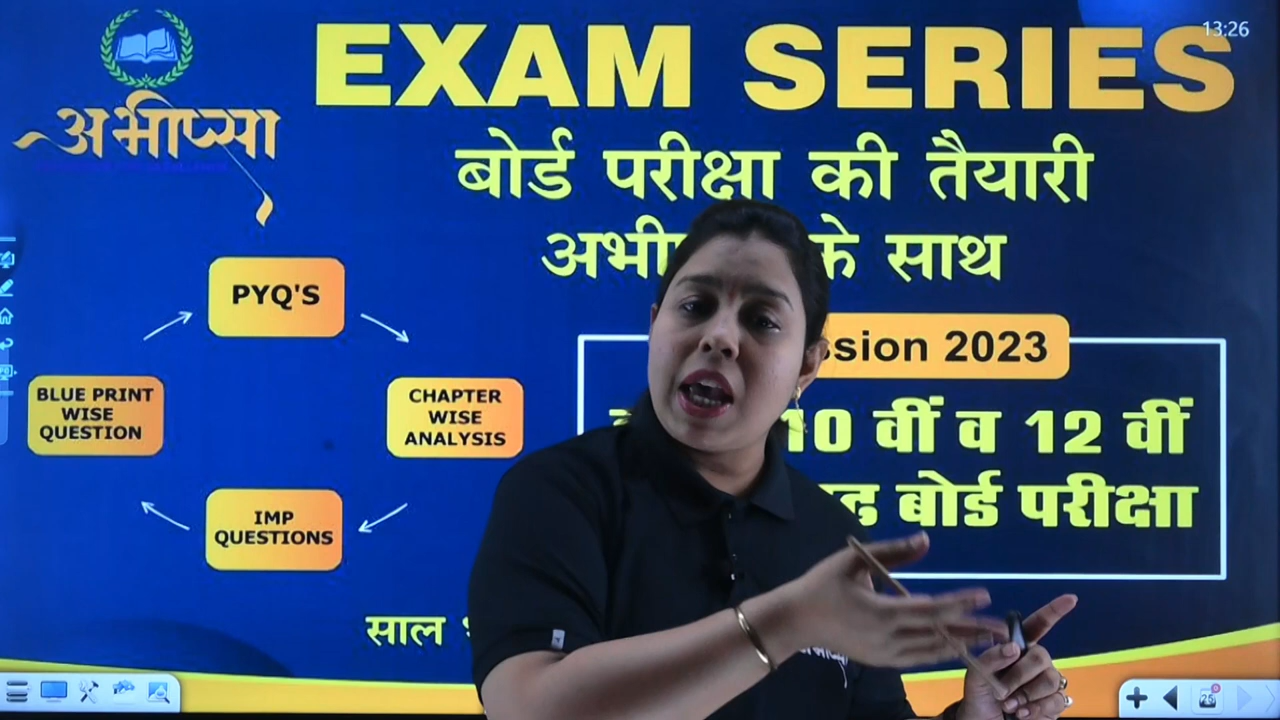 अभीप्सा
EXAM SERIES
13:26
बोर्ड परीक्षा की तैयारी
के साथ
PYQ'S
BLUE PRINT
WISE
QUESTION
CHAPTER
WISE
ANALYSIS
IMP
QUESTIONS
2023
10 वीं व 12 वीं
बोर्ड परीक्षा
साल
25